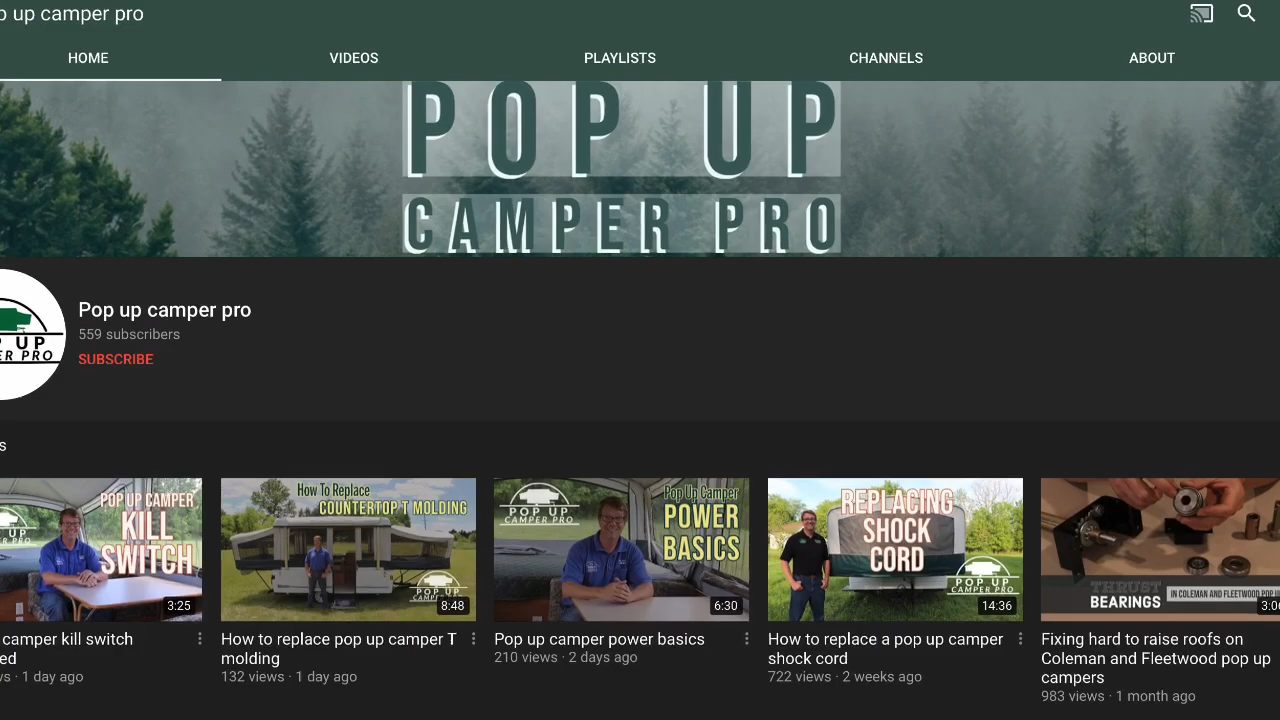 p up camper pro
HOME VIDEOS PLAYLISTS CHANNELS ABOUT
POP UP
CAMPER PRO
Pop up camper pro
559 subscribers
SUBSCRIBE
P UP
ER PRO
s
POP UP CAMPER
KILL
SWITCH
3:25
camper kill switch
ed
vs · 1 day ago
How To Replace
COUNTERTOP T MOLDING
POP UP
8:48
How to replace pop up camper T
molding
132 views · 1 day ago
POP UP
CAMPER PRO
Pop Up Camper
POWER
BASICS
6:30
Pop up camper power basics
210 views · 2 days ago
REPLACING
SHOCK
CORD
POP UP
CAMPER PRO
14:36
How to replace a pop up camper
shock cord
722 views · 2 weeks ago
THRUST
BEARINGS
IN COLEMAN AND FLEETWOOD POP U
3:06
Fixing hard to raise roofs on
Coleman and Fleetwood pop up
campers
983 views · 1 month ago